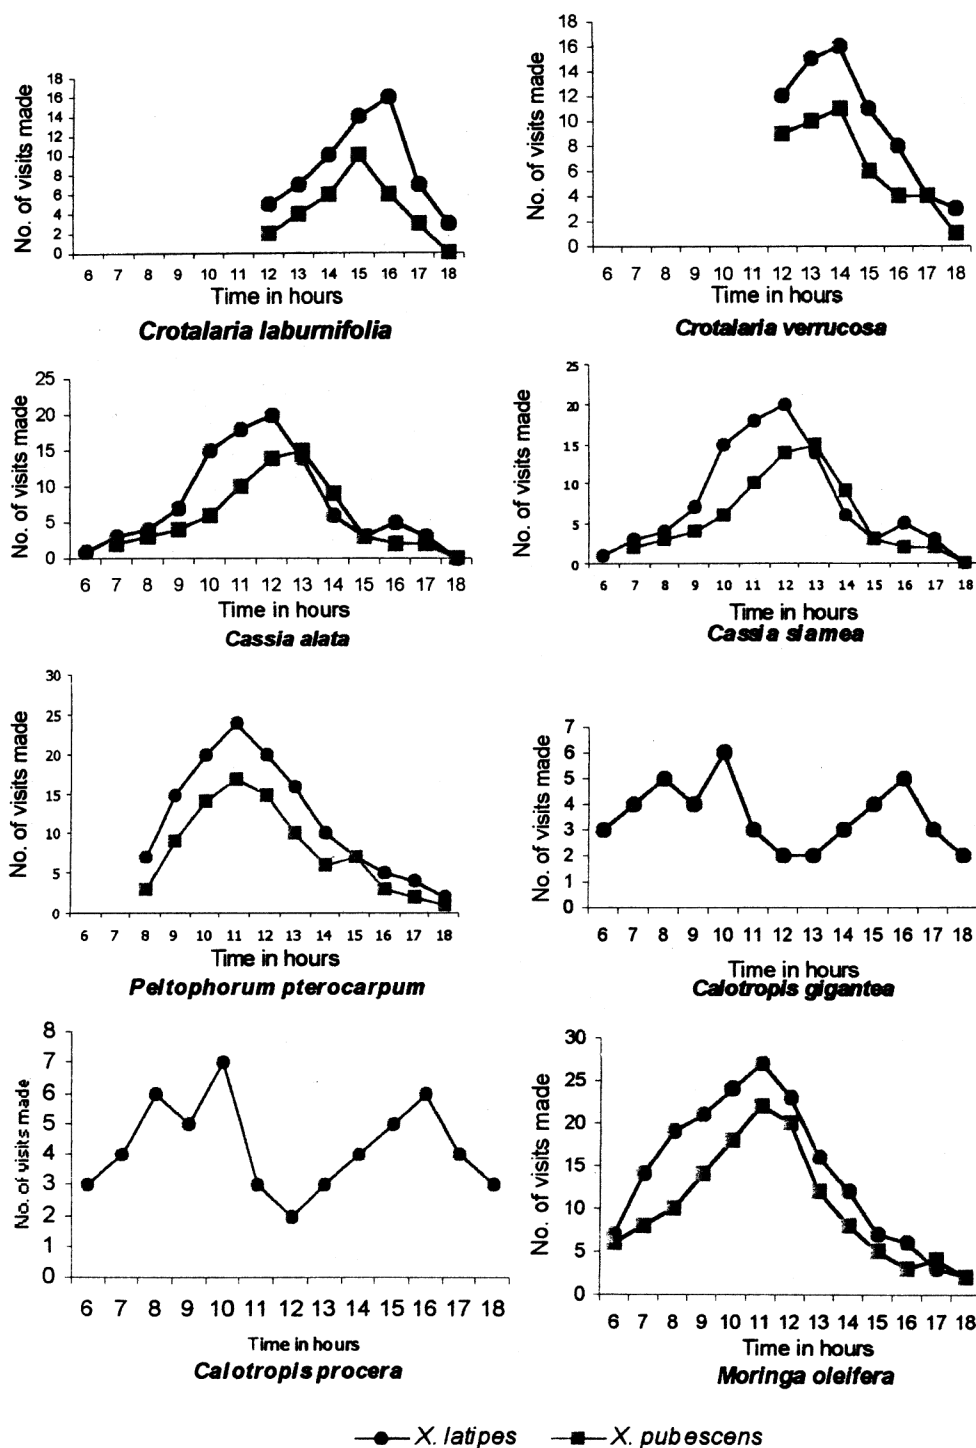 No. of visits made
18
16
14
12
10
8
6
4
2
0
6 7 8 9 10 11 12 13 14 15 16 17 18
Time in hours
Crotalaria laburnifolia
No. of visits made
18
16
14
12
10
8
6
4
2
0
6 7 8 9 10 11 12 13 14 15 16 17 18
Time in hours
Crotalaria verrucosa
No. of visits made
25
20
15
10
5
0
6 7 8 9 10 11 12 13 14 15 16 17 18
Time in hours
Cassia alata
No. of visits made
25
20
15
10
5
0
6 7 8 9 10 11 12 13 14 15 16 17 18
Time in hours
Cassia siamea
No. of visits made
30
25
20
15
10
5
0
6 7 8 9 10 11 12 13 14 15 16 17 18
Time in hours
Peltophorum pterocarpum
No. of visits made
7
6
5
4
3
2
1
0
6 7 8 9 10 11 12 13 14 15 16 17 18
Time in hours
Calotropis gigantea
No. of visits made
8
7
6
5
4
3
2
1
0
6 7 8 9 10 11 12 13 14 15 16 17 18
Time in hours
Calotropis procera
No. of visits made
30
25
20
15
10
5
0
6 7 8 9 10 11 12 13 14 15 16 17 18
Time in hours
Moringa oleifera
X. latipes X. pubescens